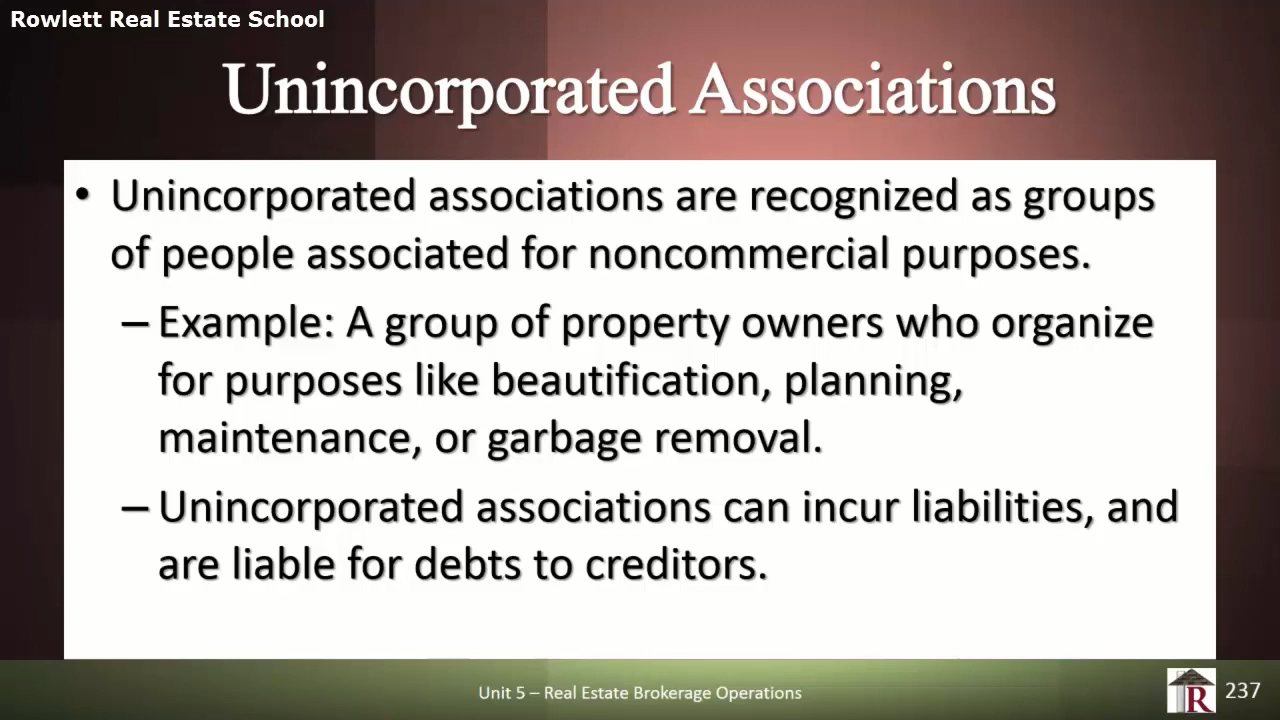 Rowlett Real Estate School
Unincorporated Associations
• Unincorporated associations are recognized as groups
of people associated for noncommercial purposes.
– Example: A group of property owners who organize
for purposes like beautification, planning,
maintenance, or garbage removal.
– Unincorporated associations can incur liabilities, and
are liable for debts to creditors.
Unit 5 – Real Estate Brokerage Operations
R
237